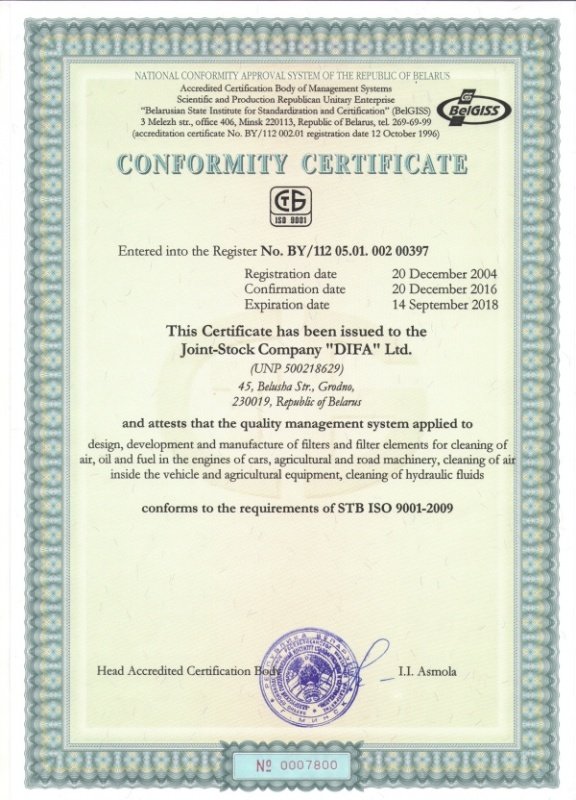 NATIONAL CONFORMITY APPROVAL SYSTEM OF THE REPUBLIC OF BELARUS
Accredited Certification Body of Management Systems
Scientific and Production Republican Unitary Enterprise
"Belarusian State Institute for Standardization and Certification" (BelGISS)
3 Melezh str., office 406, Minsk 220113, Republic of Belarus, tel. 269-69-99
(accreditation certificate No. BY/112 002.01 registration date 12 October 1996)
BelGISS
CONFORMITY CERTIFICATE
СТБ
ISO 9001
Entered into the Register No. BY/112 05.01. 002 00397
Registration date 20 December 2004
Confirmation date 20 December 2016
Expiration date 14 September 2018
This Certificate has been issued to the
Joint-Stock Company "DIFA" Ltd.
(UNP 500218629)
45, Belusha Str., Grodno,
230019, Republic of Belarus
and attests that the quality management system applied to
design, development and manufacture of filters and filter elements for cleaning of
air, oil and fuel in the engines of cars, agricultural and road machinery, cleaning of air
inside the vehicle and agricultural equipment, cleaning of hydraulic fluids
conforms to the requirements of STB ISO 9001-2009
Head Accredited Certification Body I.I. Asmola
№ 0007800